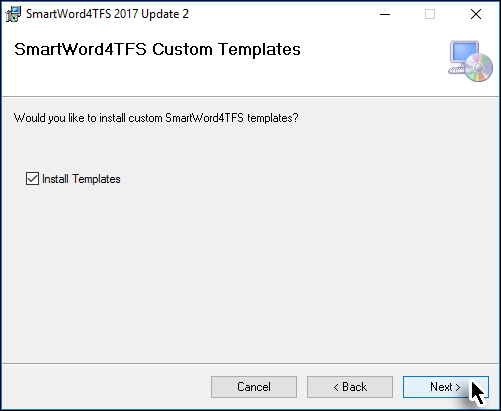 SmartWord4TFS 2017 Update 2
SmartWord4TFS Custom Templates
Would you like to install custom SmartWord4TFS templates?
Install Templates
Cancel
< Back
Next >